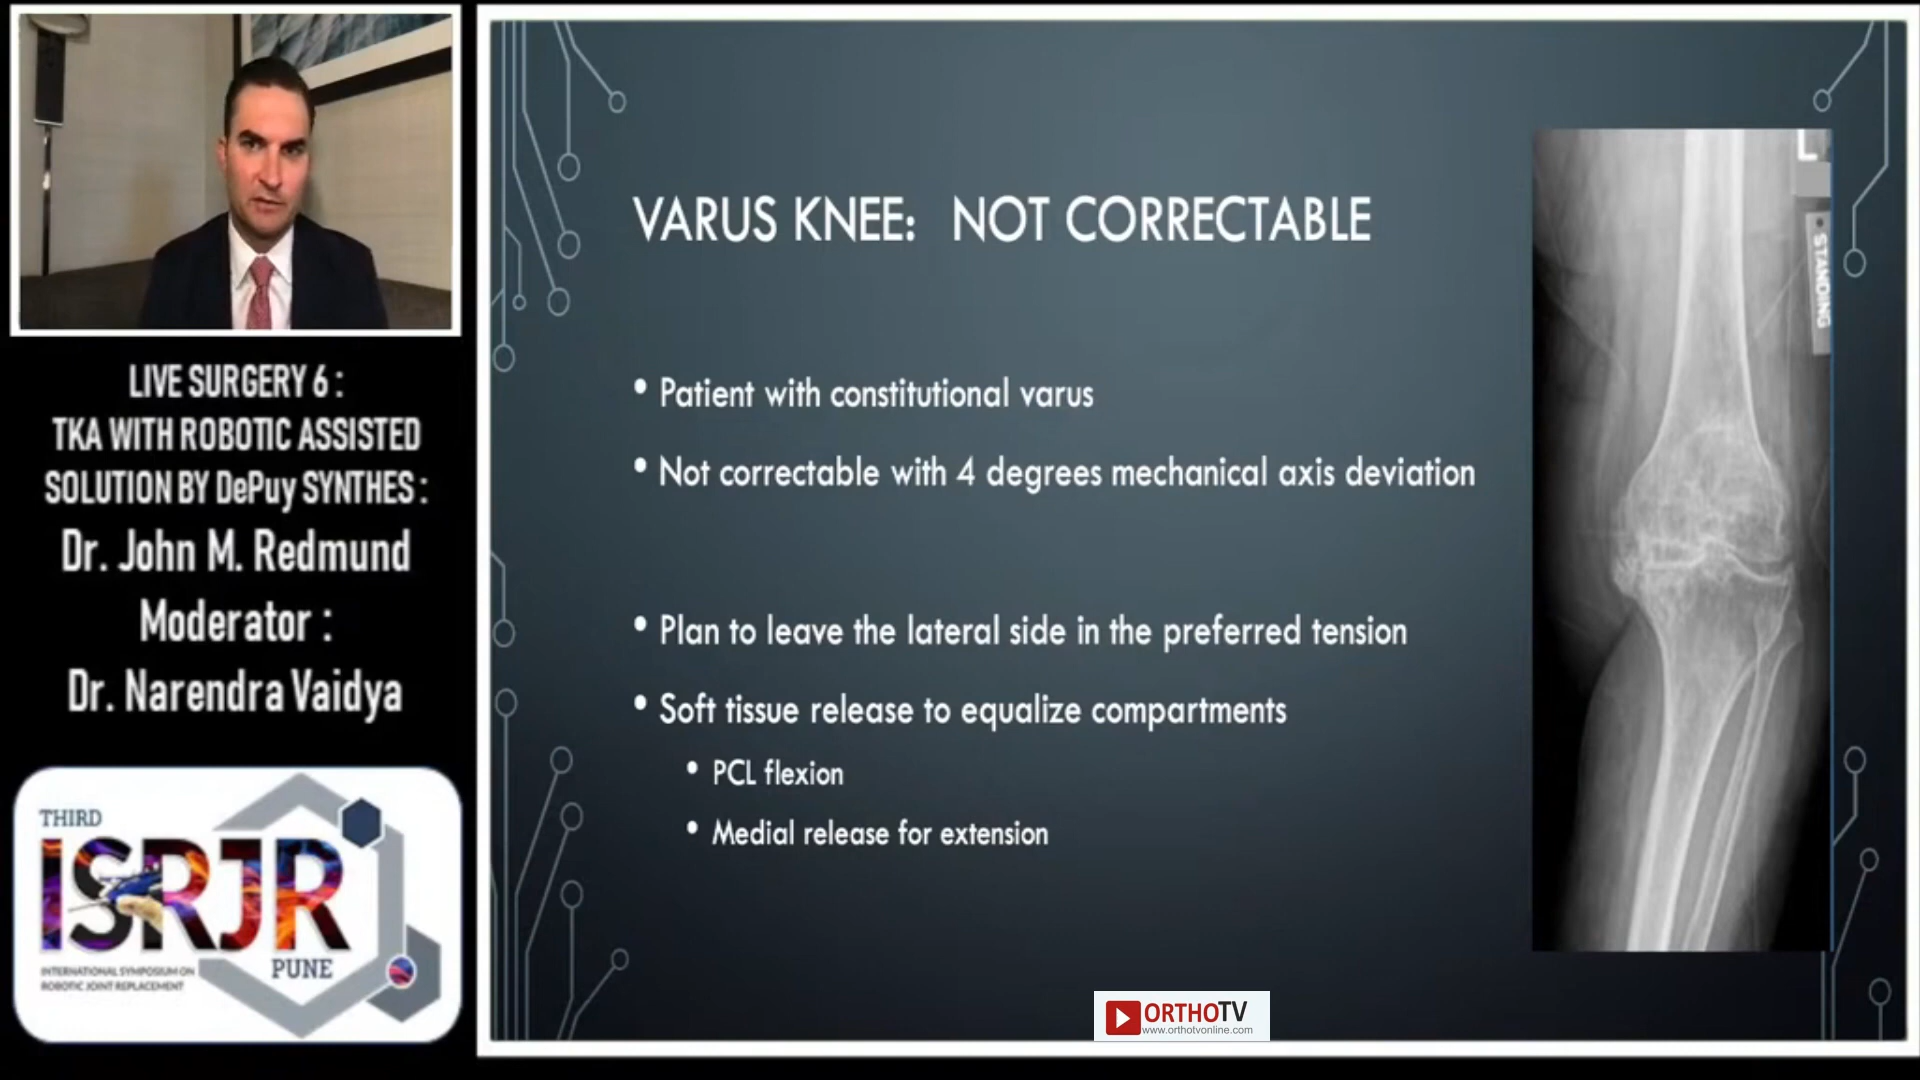 LIVE SURGERY 6 :
TKA WITH ROBOTIC ASSISTED
SOLUTION BY DePuy SYNTHES :
Dr. John M. Redmund
Moderator :
Dr. Narendra Vaidya
THIRD
ISRJR
PUNE
INTERNATIONAL SYMPOSIUM ON
ROBOTIC JOINT REPLACEMENT
VARUS KNEE: NOT CORRECTABLE
• Patient with constitutional varus
• Not correctable with 4 degrees mechanical axis deviation
• Plan to leave the lateral side in the preferred tension
• Soft tissue release to equalize compartments
• PCL flexion
• Medial release for extension
L
STANDING
ORTHOTV
www.orthotvonline.com